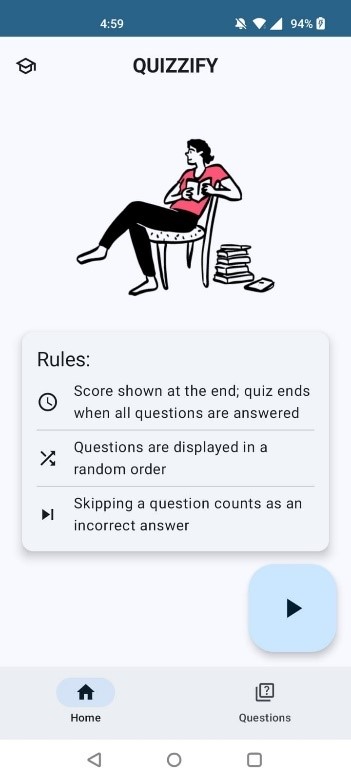 4:59
94%
QUIZZIFY
Rules:
Score shown at the end; quiz ends
when all questions are answered
Questions are displayed in a
random order
Skipping a question counts as an
incorrect answer
Home
Questions